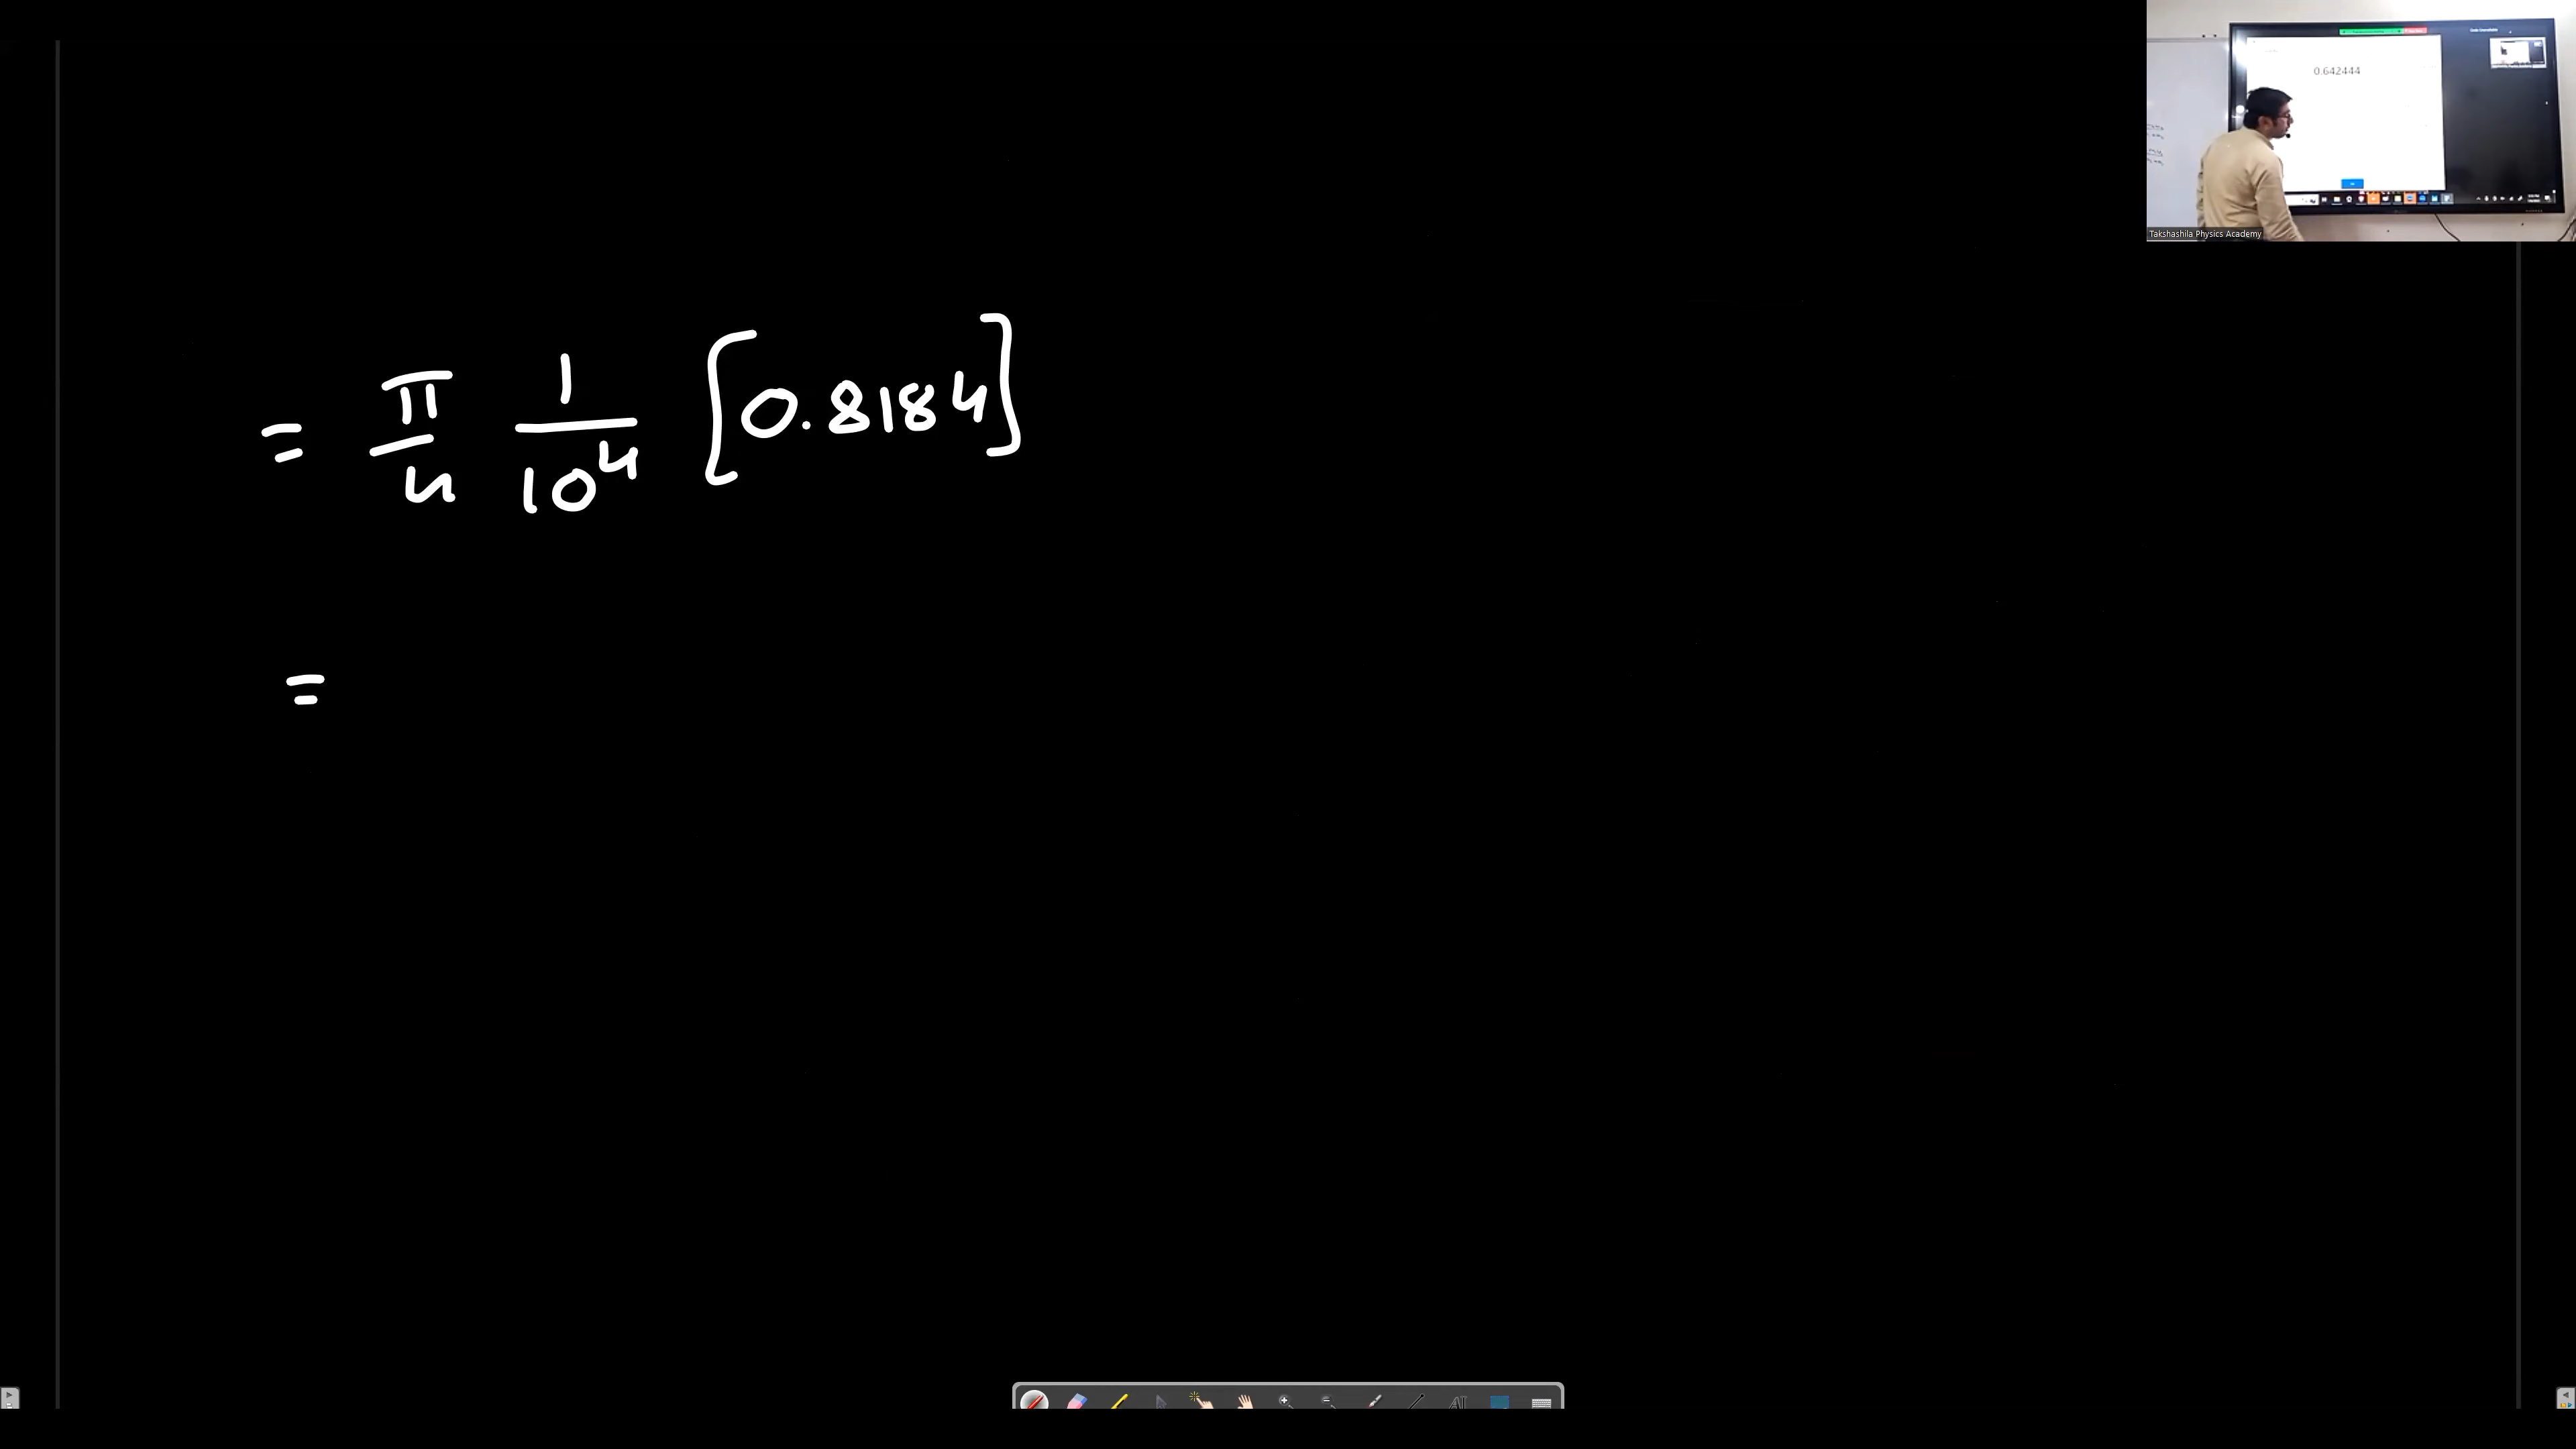 0.642444
Takshashila Physics Academy
= π/4 1/10⁴ [0.8184]
=